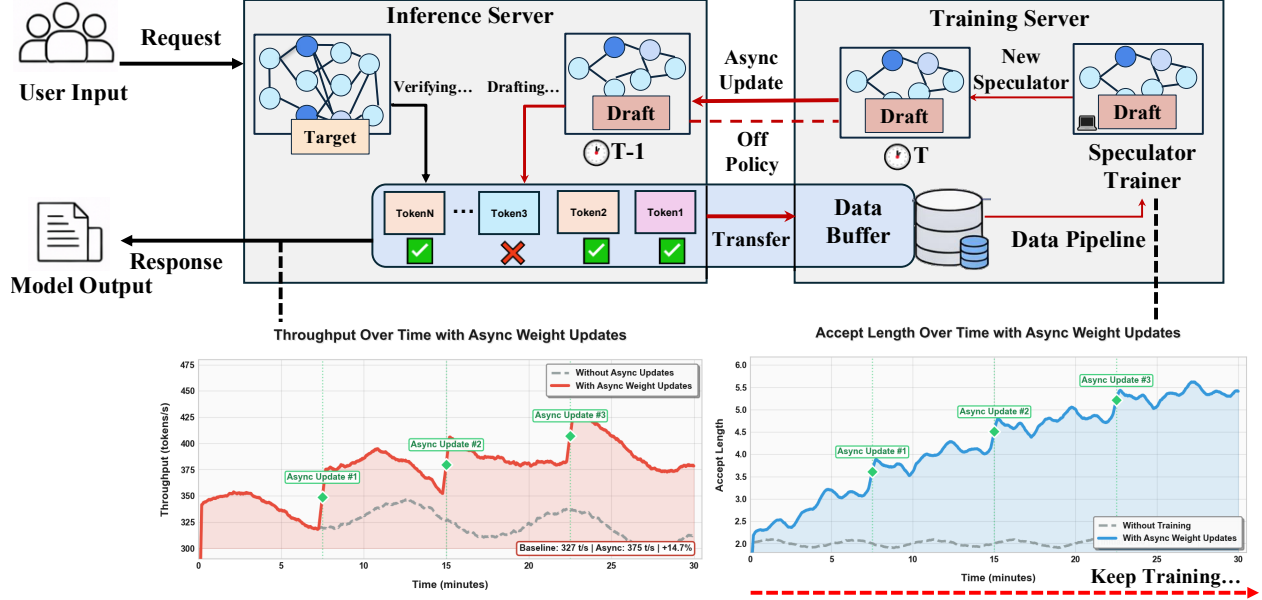 Inference Server
Training Server
Request
User Input
Verifying...
Drafting...
Target
Draft
T-1
Async
Update
Off
Policy
Draft
T
New
Speculator
Draft
Speculator
Trainer
TokenN
...
Token3
Token2
Token1
Transfer
Data
Buffer
Data Pipeline
Response
Model Output
Throughput Over Time with Async Weight Updates
Throughput (tokens/s)
475
450
425
400
375
350
325
300
Without Async Updates
With Async Weight Updates
Async Update #1
Async Update #2
Async Update #3
Baseline: 327 t/s | Async: 375 t/s | +14.7%
0 5 10 15 20 25 30
Time (minutes)
Accept Length Over Time with Async Weight Updates
Accept Length
6.0
5.5
5.0
4.5
4.0
3.5
3.0
2.5
2.0
Async Update #1
Async Update #2
Async Update #3
Without Training
With Async Weight Updates
0 5 10 15 20 25 30
Time (minutes)
Keep Training...